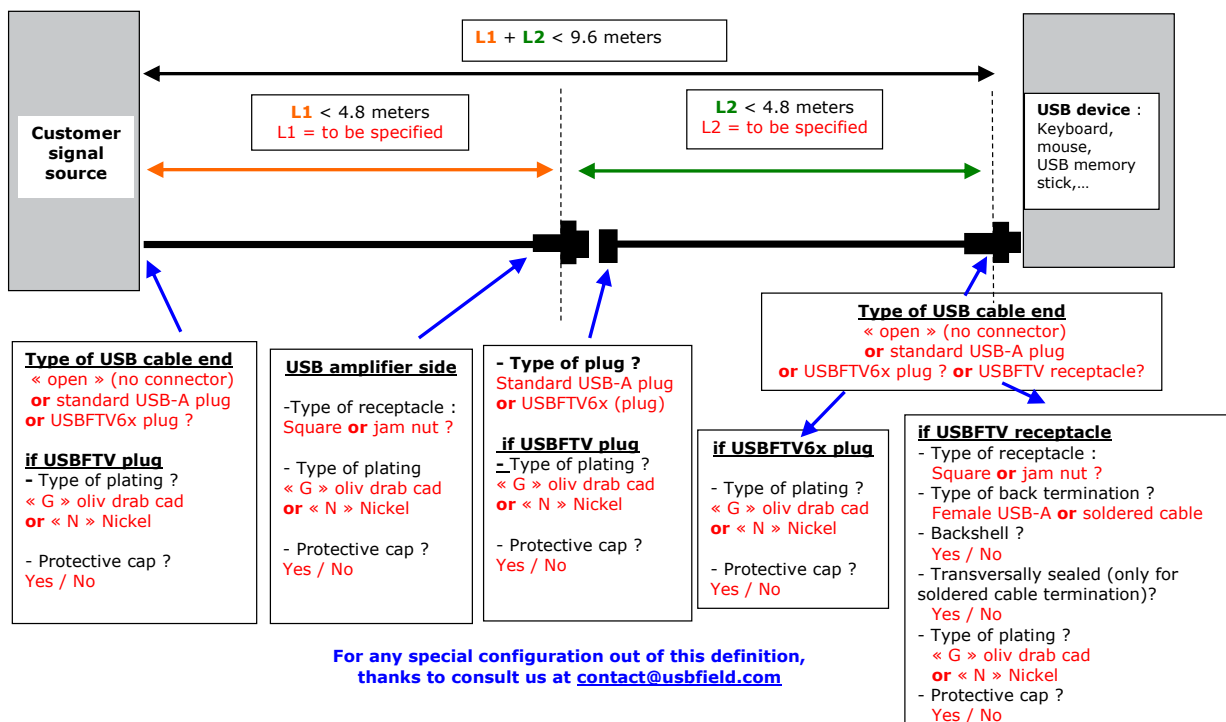 L1 + L2 < 9.6 meters
Customer
signal
source
L1 < 4.8 meters
L1 = to be specified
L2 < 4.8 meters
L2 = to be specified
USB device :
Keyboard,
mouse,
USB memory
stick,...
Type of USB cable end
« open » (no connector)
or standard USB-A plug
or USBFTV6x plug ?
if USBFTV plug
- Type of plating ?
« G » oliv drab cad
or « N » Nickel
- Protective cap ?
Yes / No
USB amplifier side
-Type of receptacle :
Square or jam nut ?
- Type of plating
« G » oliv drab cad
or « N » Nickel
- Protective cap ?
Yes / No
- Type of plug ?
Standard USB-A plug
or USBFTV6x (plug)
if USBFTV plug
- Type of plating ?
« G » oliv drab cad
or « N » Nickel
- Protective cap ?
Yes / No
Type of USB cable end
« open » (no connector)
or standard USB-A plug
or USBFTV6x plug ? or USBFTV receptacle?
if USBFTV6x plug
- Type of plating ?
« G » oliv drab cad
or « N » Nickel
- Protective cap ?
Yes / No
if USBFTV receptacle
- Type of receptacle :
Square or jam nut ?
- Type of back termination ?
Female USB-A or soldered cable
- Backshell ?
Yes / No
- Transversally sealed (only for
soldered cable termination)?
Yes / No
- Type of plating ?
« G » oliv drab cad
or « N » Nickel
- Protective cap ?
Yes / No
For any special configuration out of this definition,
thanks to consult us at contact@usbfield.com